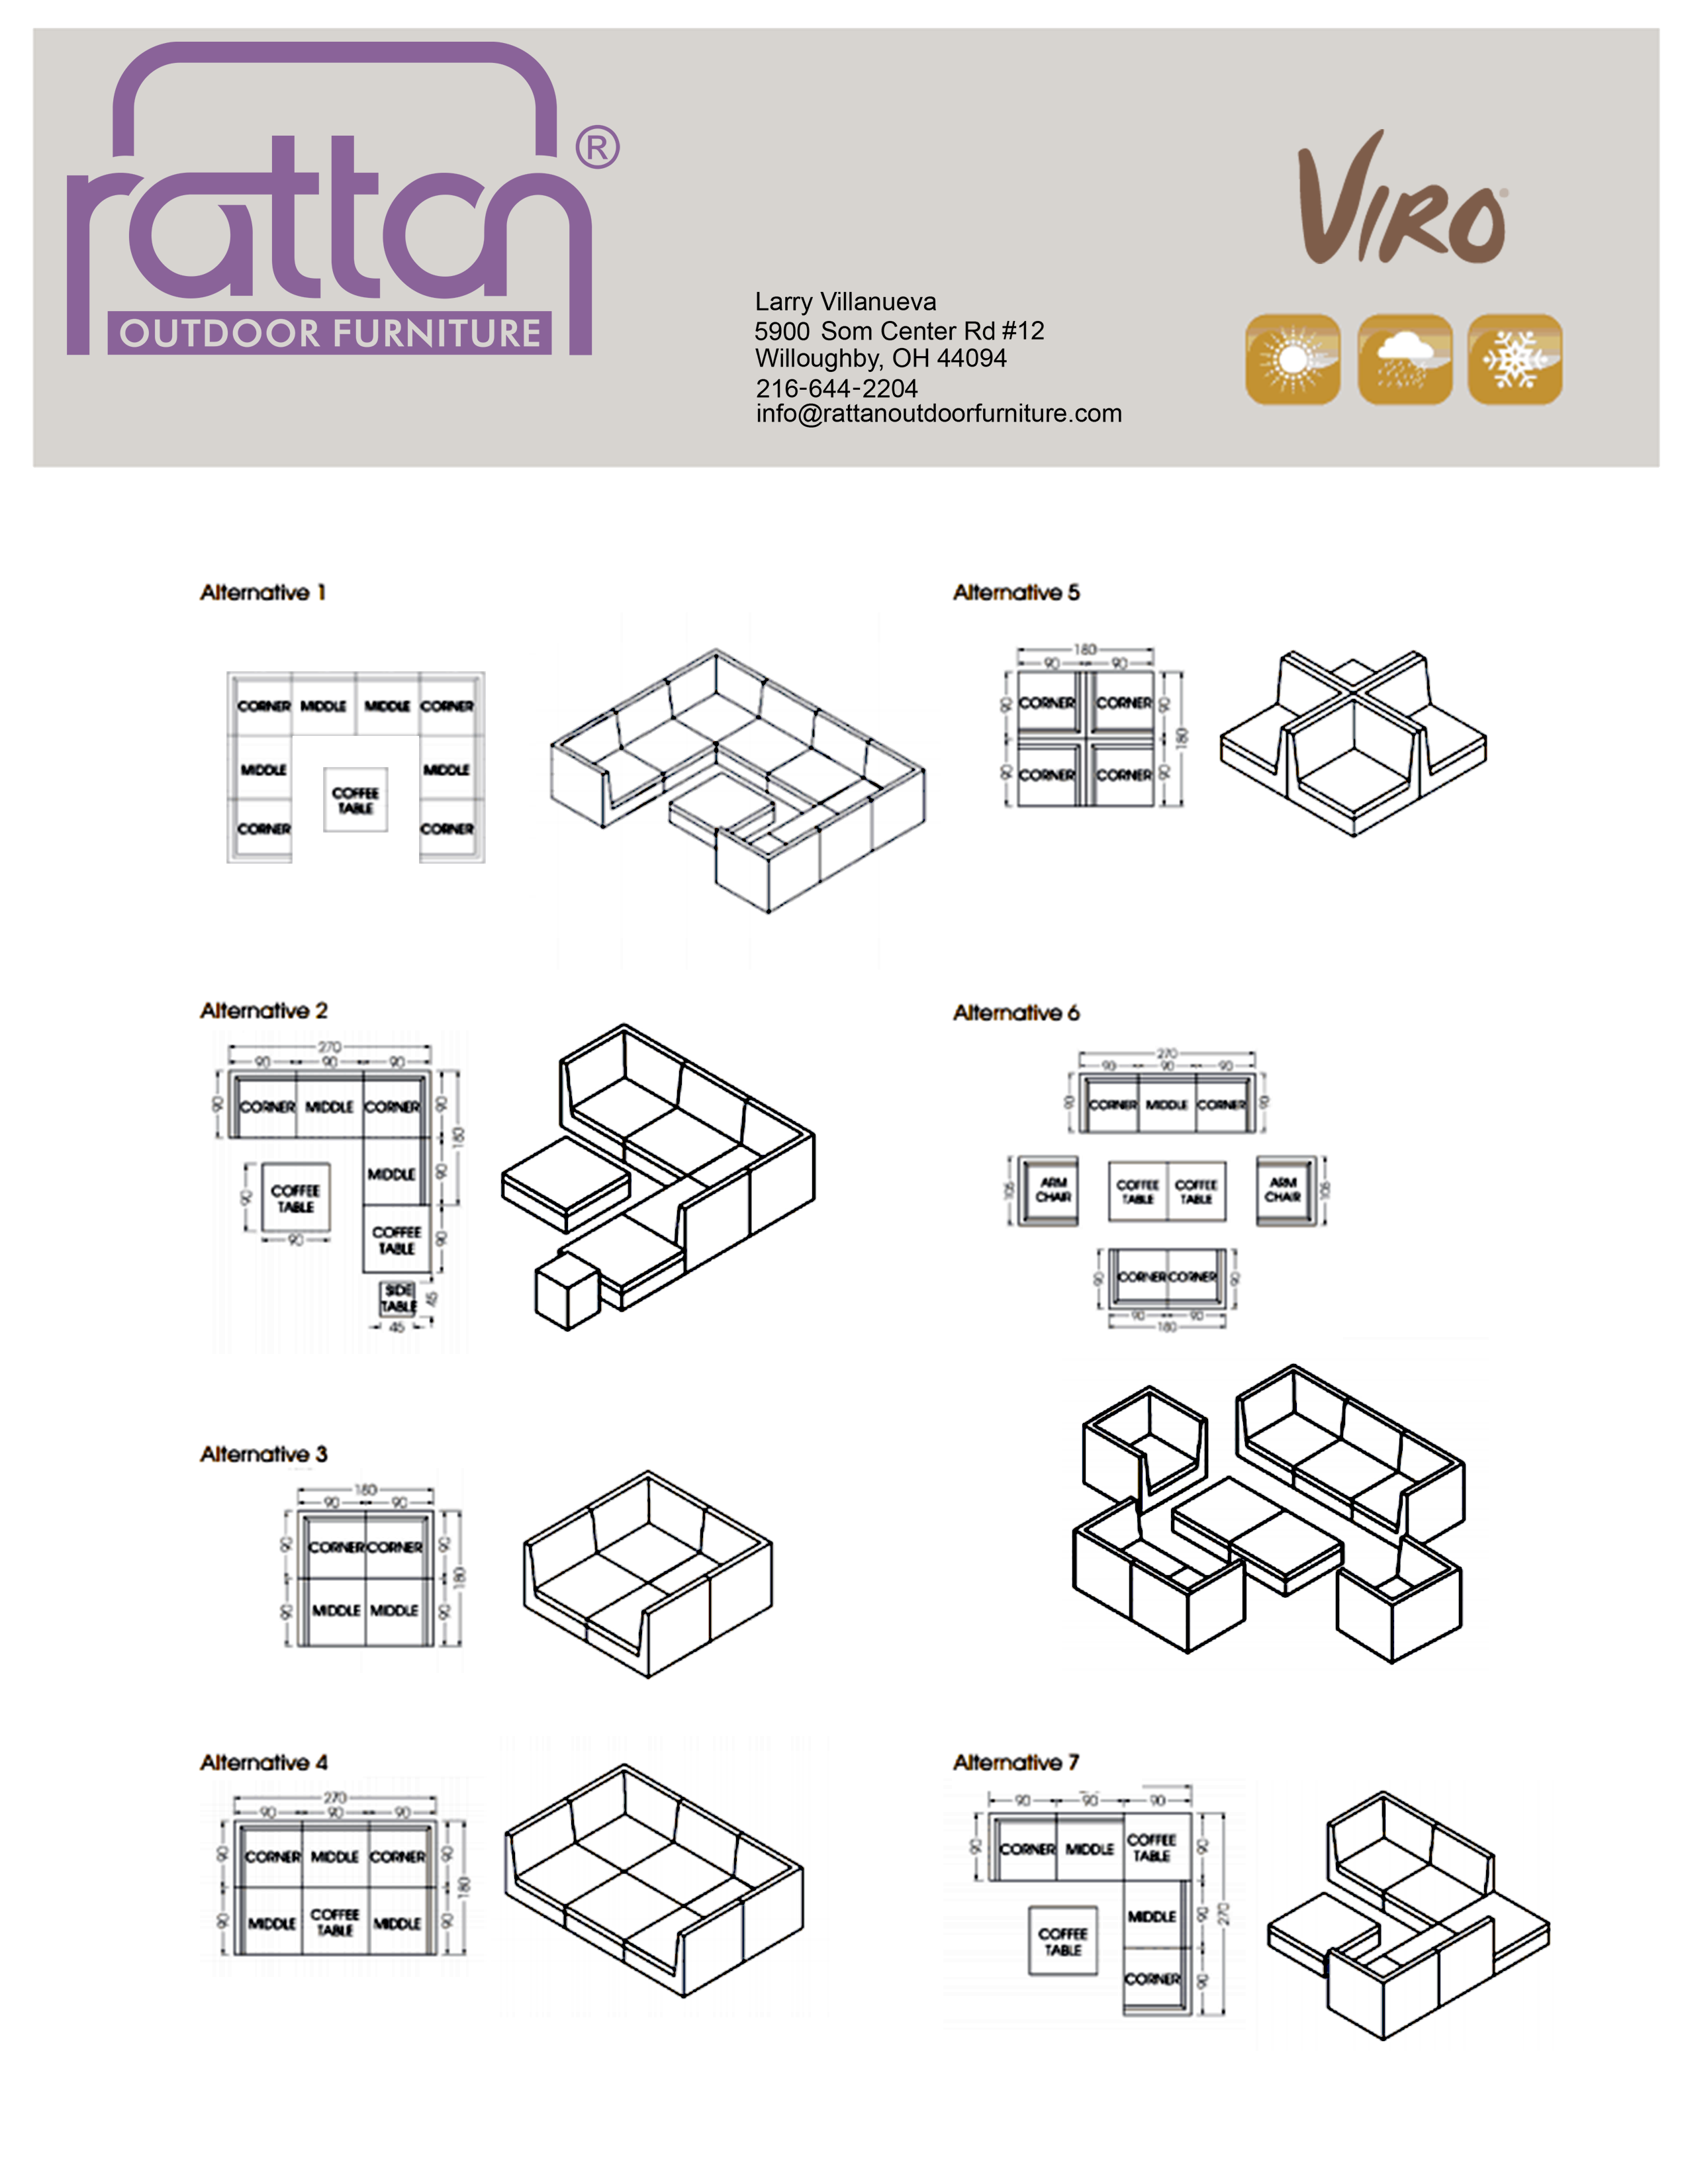 rattan®
OUTDOOR FURNITURE
VIRO
Larry Villanueva
5900 Som Center Rd #12
Willoughby, OH 44094
216-644-2204
info@rattanoutdoorfurniture.com
Alternative 1
CORNER MIDDLE MIDDLE CORNER
MIDDLE MIDDLE
COFFEE
TABLE
CORNER CORNER
Alternative 5
180
90 90
90 CORNER CORNER 90
180
90 CORNER CORNER 90
Alternative 2
270
90 90 90
90 CORNER MIDDLE CORNER 90
180
MIDDLE 90
90 COFFEE
TABLE
90
COFFEE
TABLE 90
SIDE
TABLE 45
45
Alternative 6
270
90 90 90
90 CORNER MIDDLE CORNER 90
105 ARM
CHAIR
COFFEE
TABLE
COFFEE
TABLE
ARM
CHAIR 105
90 CORNER CORNER 90
90 90
180
Alternative 3
180
90 90
90 CORNER CORNER 90
180
90 MIDDLE MIDDLE 90
Alternative 4
270
90 90 90
90 CORNER MIDDLE CORNER 90
180
90 MIDDLE COFFEE
TABLE MIDDLE 90
Alternative 7
90 90 90
90 CORNER MIDDLE COFFEE
TABLE 90
MIDDLE 90 270
COFFEE
TABLE
CORNER 90